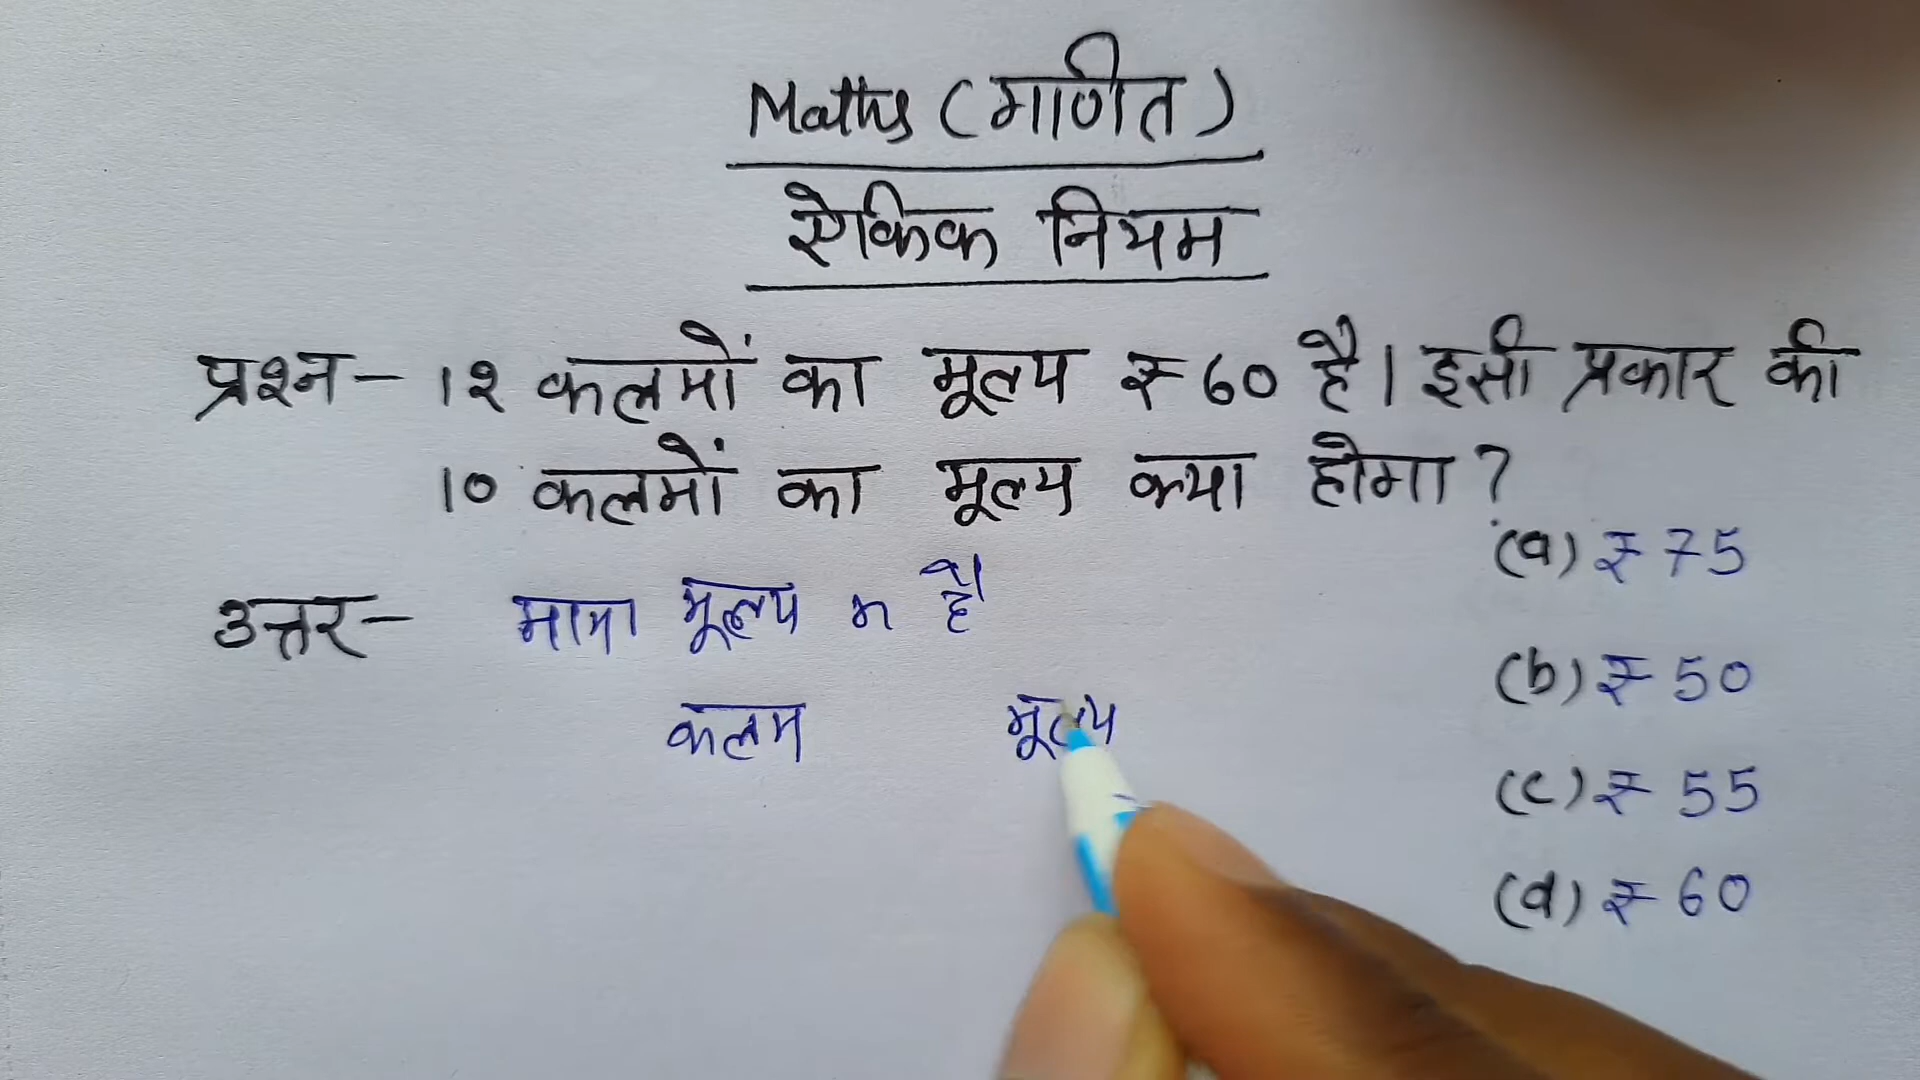 Maths (गणित)
ऐकिक नियम
प्रश्न- 12 कलमों का मूल्य ₹ 60 है। इसी प्रकार की
10 कलमों का मूल्य क्या होगा?
(a) ₹ 75
उत्तर- माना मूल्य x है
(b) ₹ 50
कलम मूल्य
(c) ₹ 55
(d) ₹ 60